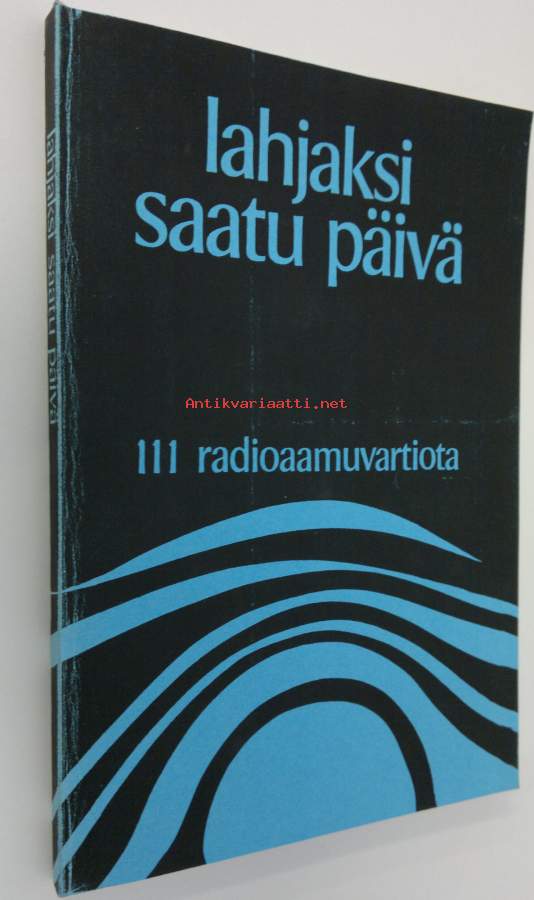 lahjaksi
saatu päivä
Antikvariaatti.net
111 radioaamuvartiota
lahjaksi saatu päivä